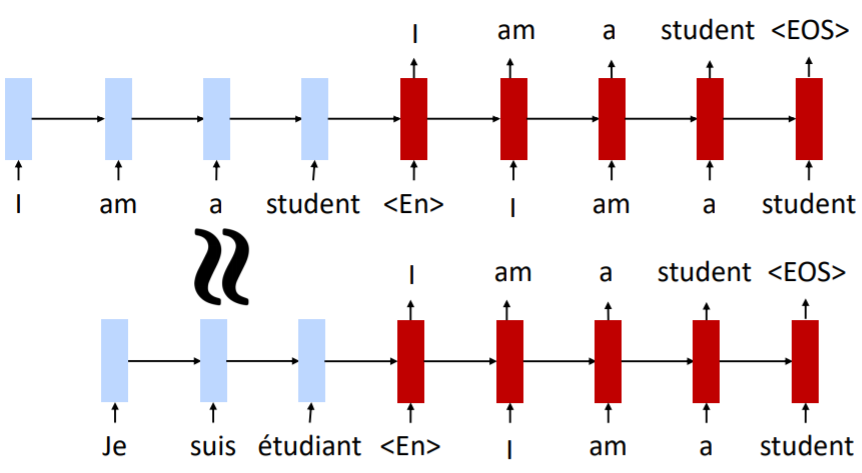 I am a student <EOS>
I am a student <En> I am a student
I am a student <EOS>
Je suis étudiant <En> I am a student